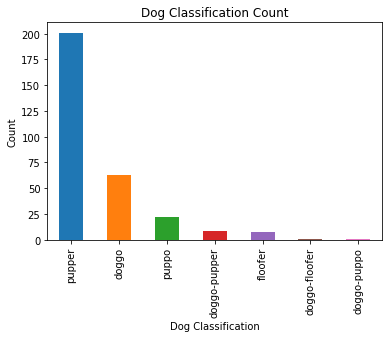 Dog Classification Count
200
175
150
125
100
75
50
25
0
Count
pupper
doggo
puppo
doggo-pupper
floofer
doggo-floofer
doggo-puppo
Dog Classification